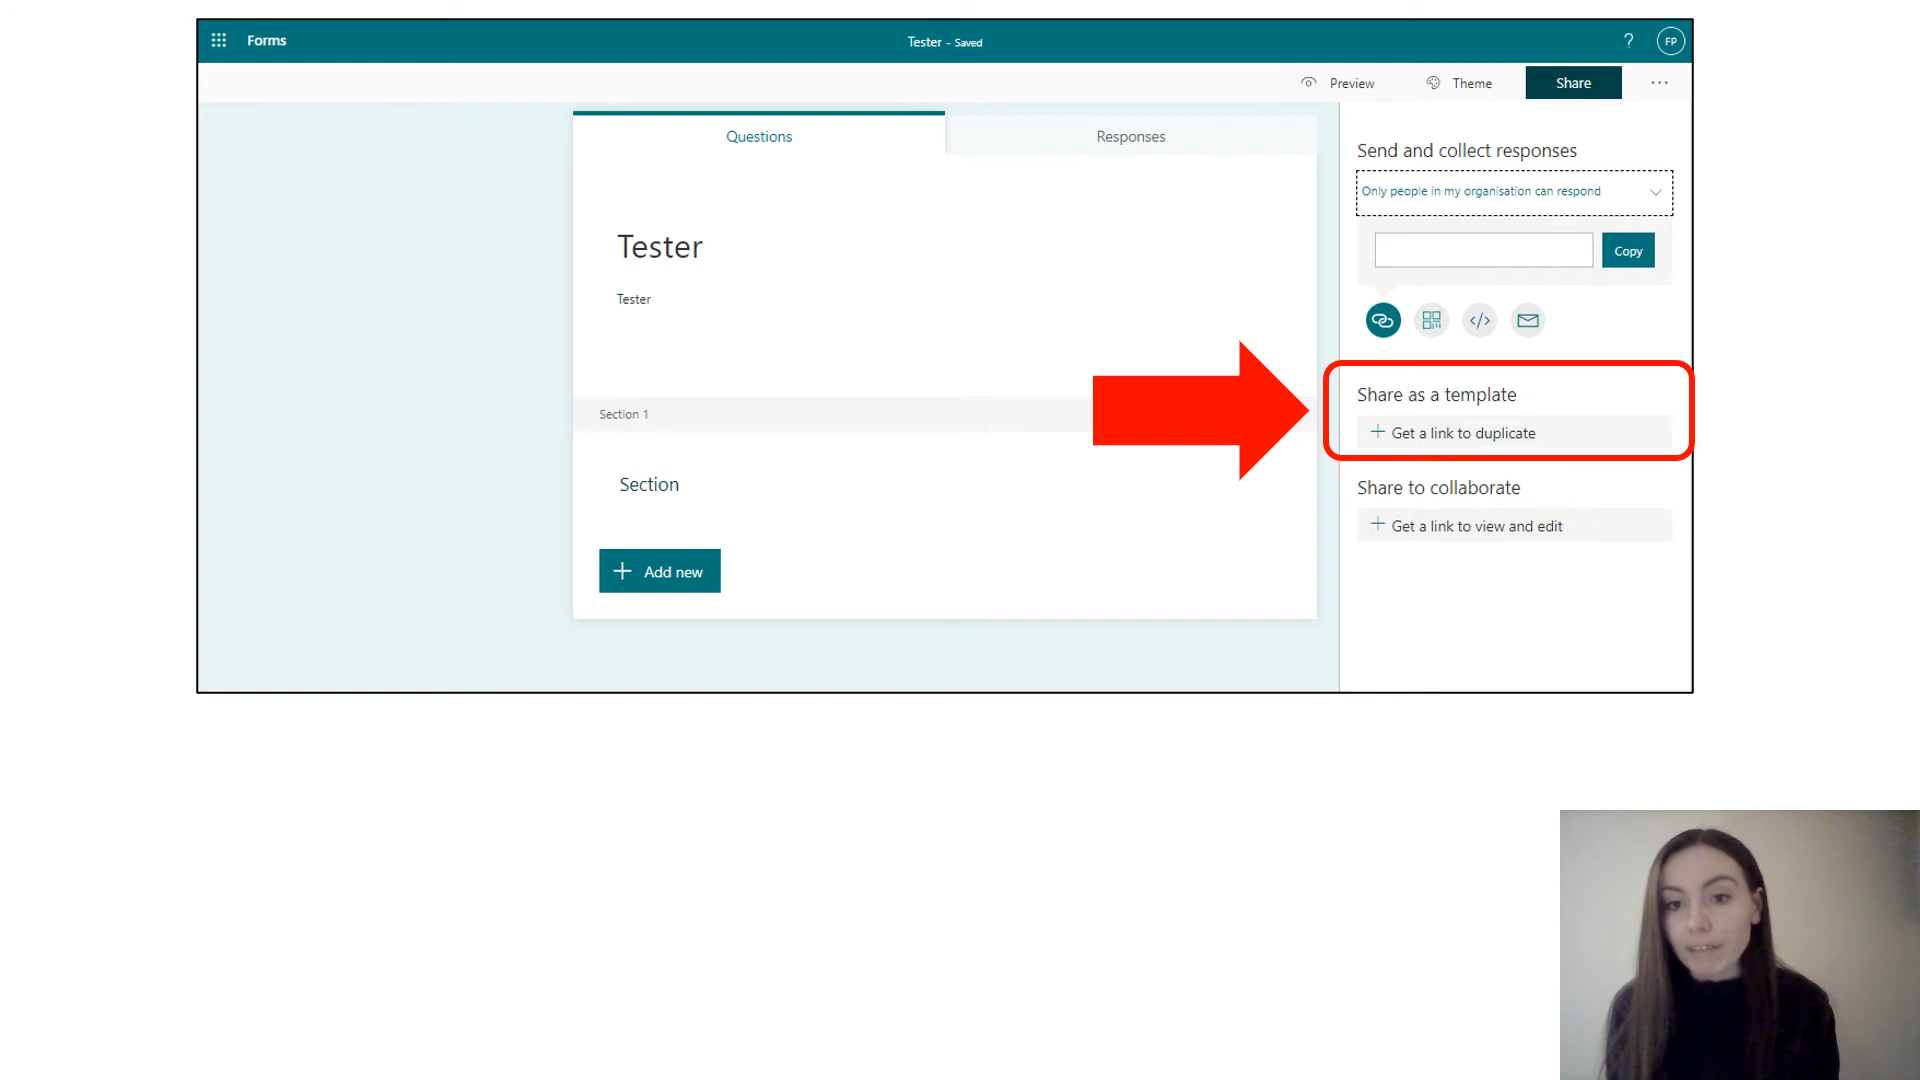 Forms
Tester - Saved
?
FP
Preview
Theme
Share
...
Questions
Responses
Tester
Tester
Section 1
Section
+ Add new
Send and collect responses
Only people in my organisation can respond
Copy
</>
Share as a template
+ Get a link to duplicate
Share to collaborate
+ Get a link to view and edit